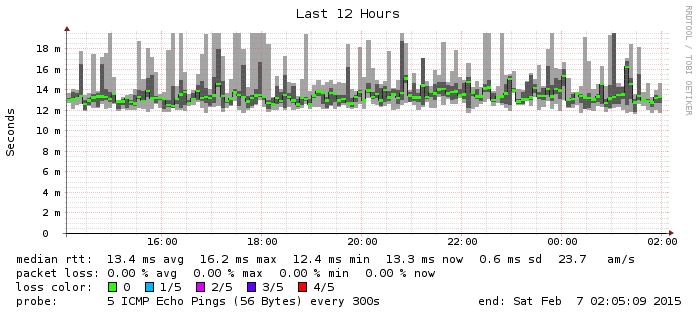 Last 12 Hours
RRDTOOL / TOBI OETIKER
Seconds
18 m
16 m
14 m
12 m
10 m
8 m
6 m
4 m
2 m
0
16:00 18:00 20:00 22:00 00:00 02:00
median rtt: 13.4 ms avg 16.2 ms max 12.4 ms min 13.3 ms now 0.6 ms sd 23.7 am/s
packet loss: 0.00 % avg 0.00 % max 0.00 % min 0.00 % now
loss color: 0 1/5 2/5 3/5 4/5
probe: 5 ICMP Echo Pings (56 Bytes) every 300s end: Sat Feb 7 02:05:09 2015